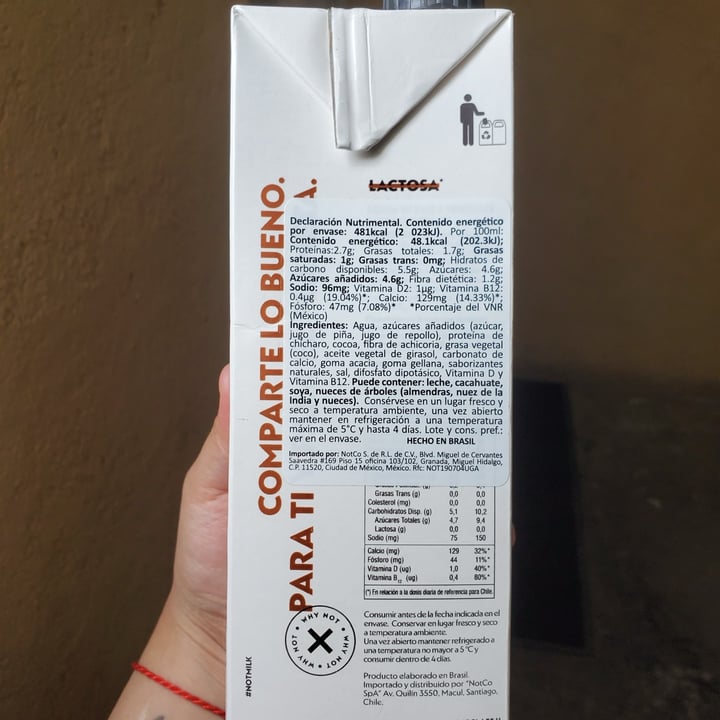 LACTOSA*
COMPARTE LO BUENO.
PARA TI
A.
Declaración Nutrimental. Contenido energético
por envase: 481kcal (2 023kJ). Por 100ml:
Contenido energético: 48.1kcal (202.3kJ);
Proteínas:2.7g; Grasas totales: 1.7g; Grasas
saturadas: 1g; Grasas trans: 0mg; Hidratos de
carbono disponibles: 5.5g; Azúcares: 4.6g;
Azúcares añadidos: 4.6g; Fibra dietética: 1.2g;
Sodio: 96mg; Vitamina D2: 1µg; Vitamina B12:
0.4µg (19.04%)*; Calcio: 129mg (14.33%)*;
Fósforo: 47mg (7.08%)* *Porcentaje del VNR
(México)
Ingredientes: Agua, azúcares añadidos (azúcar,
jugo de piña, jugo de repollo), proteína de
chicharo, cocoa, fibra de achicoria, grasa vegetal
(coco), aceite vegetal de girasol, carbonato de
calcio, goma acacia, goma gellana, saborizantes
naturales, sal, difosfato dipotásico, Vitamina D y
Vitamina B12. Puede contener: leche, cacahuate,
soya, nueces de árboles (almendras, nuez de la
India y nueces). Consérvese en un lugar fresco y
seco a temperatura ambiente, una vez abierto
mantener en refrigeración a una temperatura
máxima de 5°C y hasta 4 días. Lote y cons. pref.:
ver en el envase. HECHO EN BRASIL
Importado por: NotCo S. de R.L. de C.V., Blvd. Miguel de Cervantes
Saavedra #169 Piso 15 oficina 103/102, Granada, Miguel Hidalgo,
C.P. 11520, Ciudad de México, México. Rfc: NOT190704UGA
Grasas Trans (g) 0,0 0,0
Colesterol (mg) 0,0 0,0
Carbohidratos Disp. (g) 5,1 10,2
Azúcares Totales (g) 4,7 9,4
Lactosa (g) 0,0 0,0
Sodio (mg) 75 150
Calcio (mg) 129 32%*
Fósforo (mg) 44 11%*
Vitamina D (ug) 1,0 40%*
Vitamina B12 (ug) 0,4 80%*
(*) En relación a la dosis diaria de referencia para Chile.
WHY NOT • WHY NOT • WHY NOT •
#NOTMILK
Consumir antes de la fecha indicada en el
envase. Conservar en lugar fresco y seco
a temperatura ambiente.
Una vez abierto mantener refrigerado a
una temperatura no mayor a 5°C y
consumir dentro de 4 días.
Producto elaborado en Brasil.
Importado y distribuido por "NotCo
SpA" Av. Quilín 3550, Macul, Santiago,
Chile.